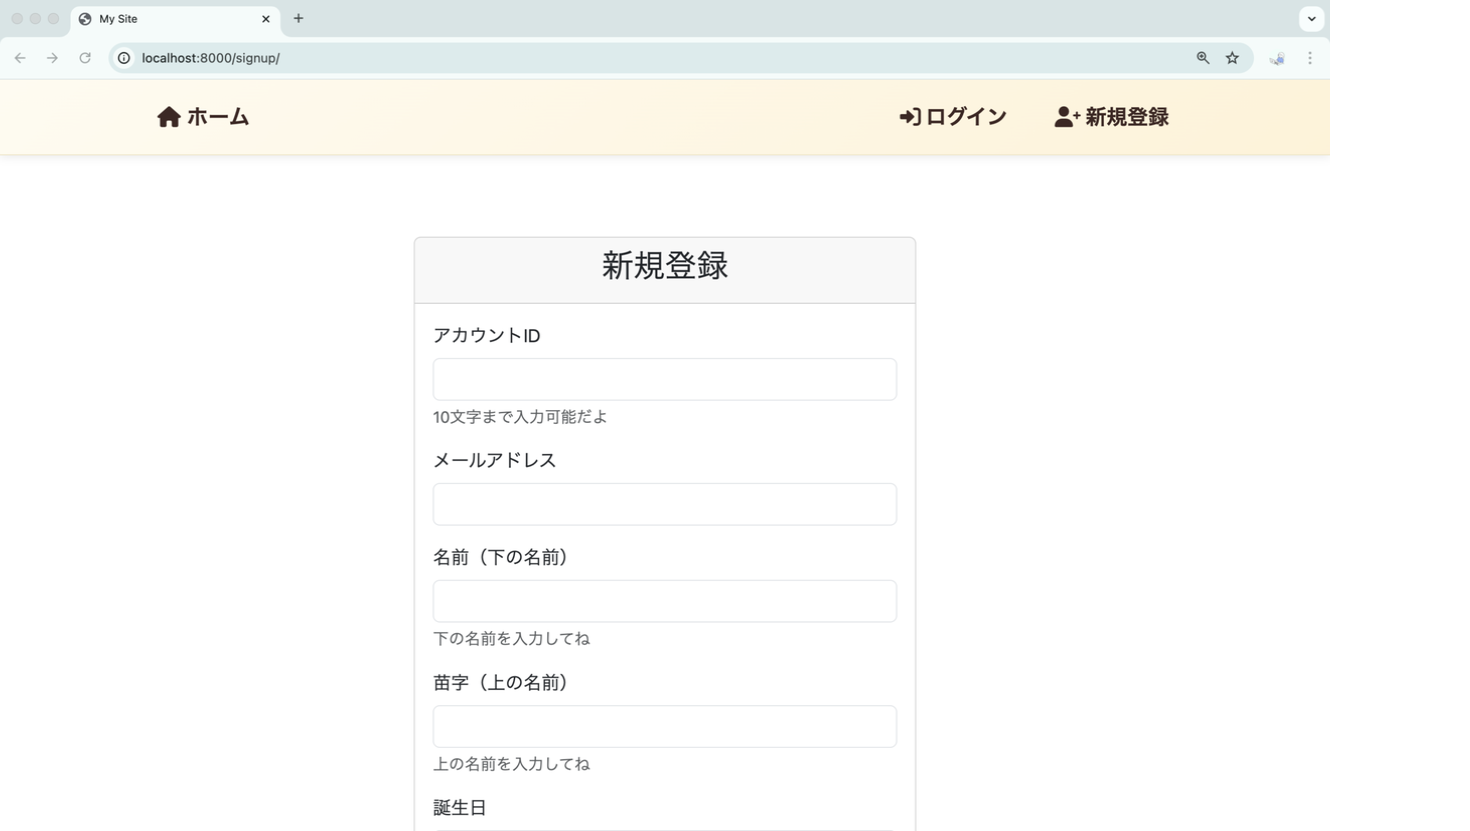 My Site
localhost:8000/signup/
ホーム
ログイン
新規登録
新規登録
アカウントID
10文字まで入力可能だよ
メールアドレス
名前（下の名前）
下の名前を入力してね
苗字（上の名前）
上の名前を入力してね
誕生日